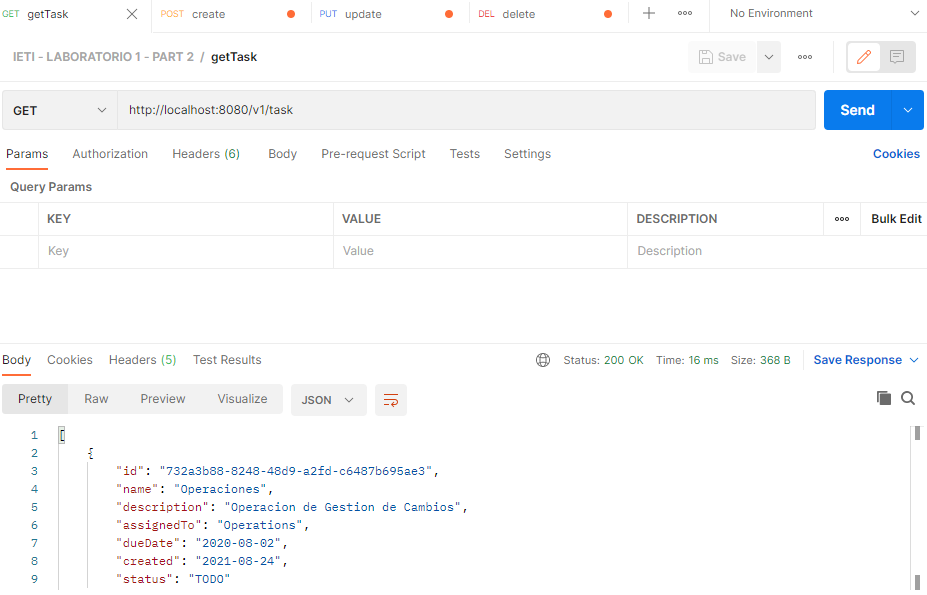 GET getTask POST create PUT update DEL delete No Environment
IETI - LABORATORIO 1 - PART 2 / getTask Save
GET http://localhost:8080/v1/task Send
Params Authorization Headers (6) Body Pre-request Script Tests Settings Cookies
Query Params
KEY VALUE DESCRIPTION Bulk Edit
Key Value Description
Body Cookies Headers (5) Test Results Status: 200 OK Time: 16 ms Size: 368 B Save Response
Pretty Raw Preview Visualize JSON
1 [
2 {
3 "id": "732a3b88-8248-48d9-a2fd-c6487b695ae3",
4 "name": "Operaciones",
5 "description": "Operacion de Gestion de Cambios",
6 "assignedTo": "Operations",
7 "dueDate": "2020-08-02",
8 "created": "2021-08-24",
9 "status": "TODO"